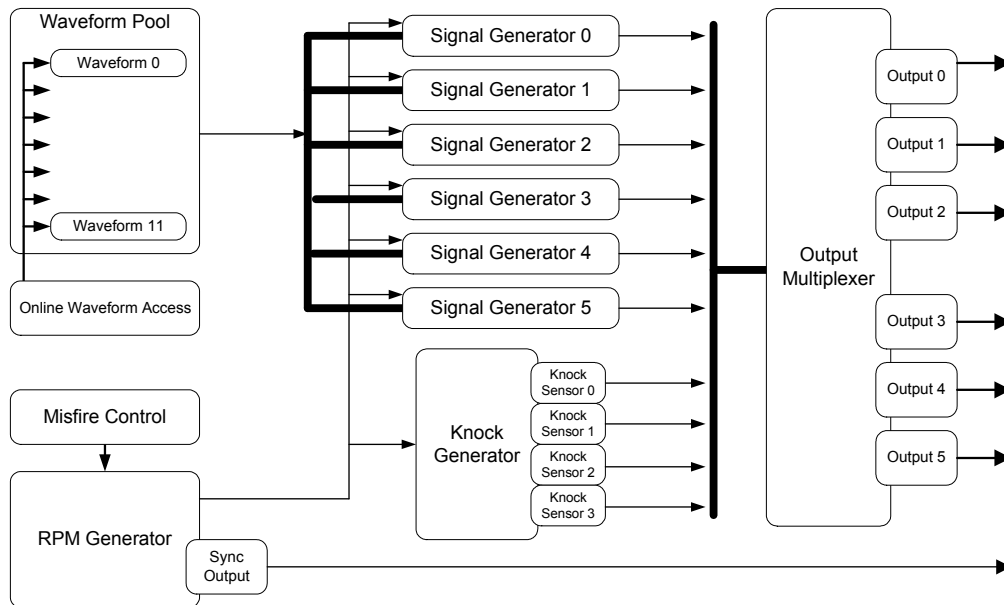 Waveform Pool
Waveform 0
Waveform 11
Online Waveform Access
Misfire Control
RPM Generator
Sync
Output
Signal Generator 0
Signal Generator 1
Signal Generator 2
Signal Generator 3
Signal Generator 4
Signal Generator 5
Knock
Generator
Knock
Sensor 0
Knock
Sensor 1
Knock
Sensor 2
Knock
Sensor 3
Output
Multiplexer
Output 0
Output 1
Output 2
Output 3
Output 4
Output 5